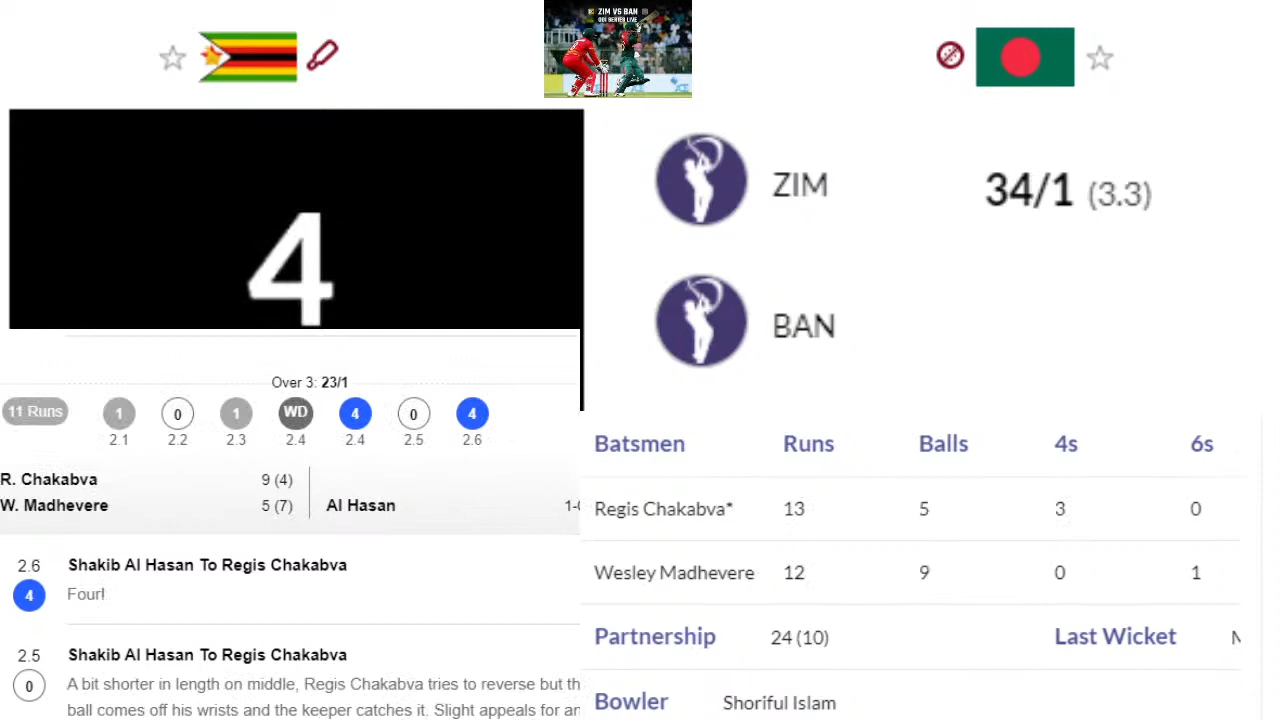 ZIM VS BAN
ODI SERIES LIVE
4
ZIM 34/1 (3.3)
BAN
Over 3: 23/1
11 Runs 1 0 1 WD 4 0 4
2.1 2.2 2.3 2.4 2.4 2.5 2.6
R. Chakabva 9 (4)
W. Madhevere 5 (7) Al Hasan
2.6 Shakib Al Hasan To Regis Chakabva
4 Four!
2.5 Shakib Al Hasan To Regis Chakabva
0 A bit shorter in length on middle, Regis Chakabva tries to reverse but th
ball comes off his wrists and the keeper catches it. Slight appeals for an
Batsmen Runs Balls 4s 6s
Regis Chakabva* 13 5 3 0
Wesley Madhevere 12 9 0 1
Partnership 24 (10) Last Wicket
Bowler Shoriful Islam